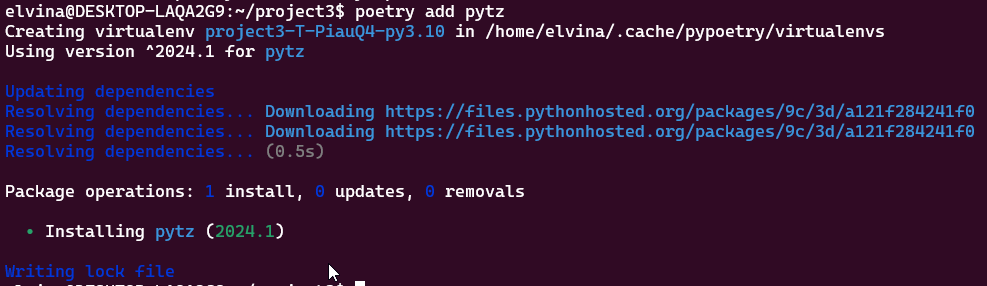 elvina@DESKTOP-LAQA2G9:~/project3$ poetry add pytz
Creating virtualenv project3-T-PiauQ4-py3.10 in /home/elvina/.cache/pypoetry/virtualenvs
Using version ^2024.1 for pytz
Updating dependencies
Resolving dependencies... Downloading https://files.pythonhosted.org/packages/9c/3d/a121f284241f0
Resolving dependencies... Downloading https://files.pythonhosted.org/packages/9c/3d/a121f284241f0
Resolving dependencies... (0.5s)
Package operations: 1 install, 0 updates, 0 removals
• Installing pytz (2024.1)
Writing lock file